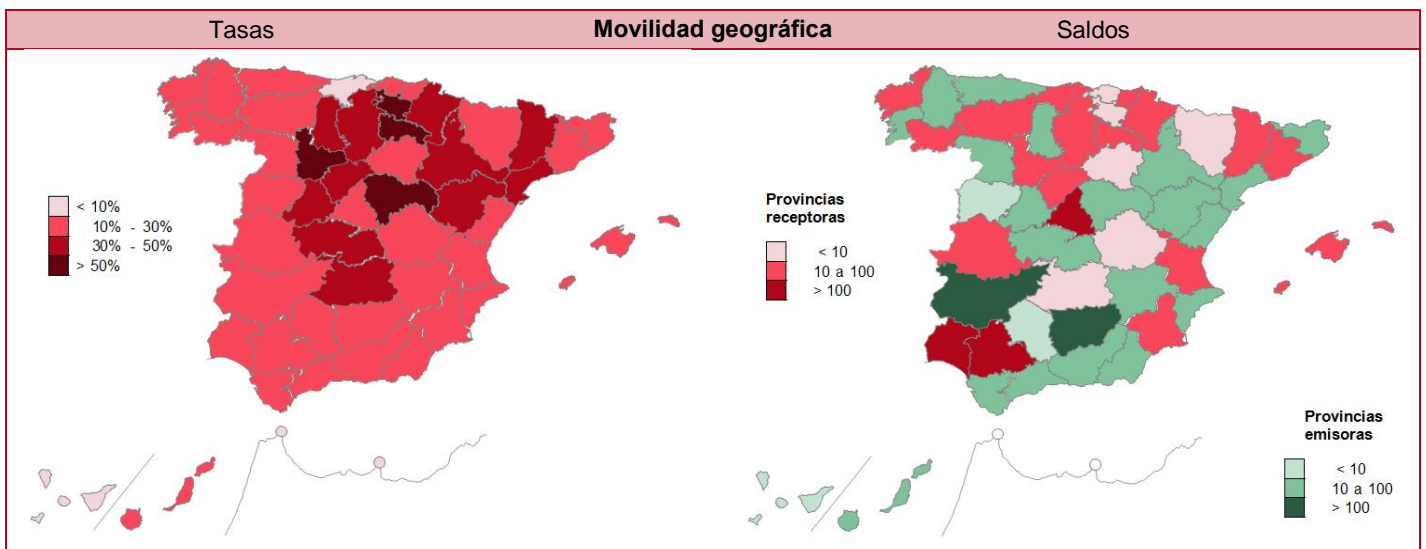 Tasas Movilidad geográfica Saldos
< 10%
10% - 30%
30% - 50%
> 50%
Provincias
receptoras
< 10
10 a 100
> 100
Provincias
emisoras
< 10
10 a 100
> 100